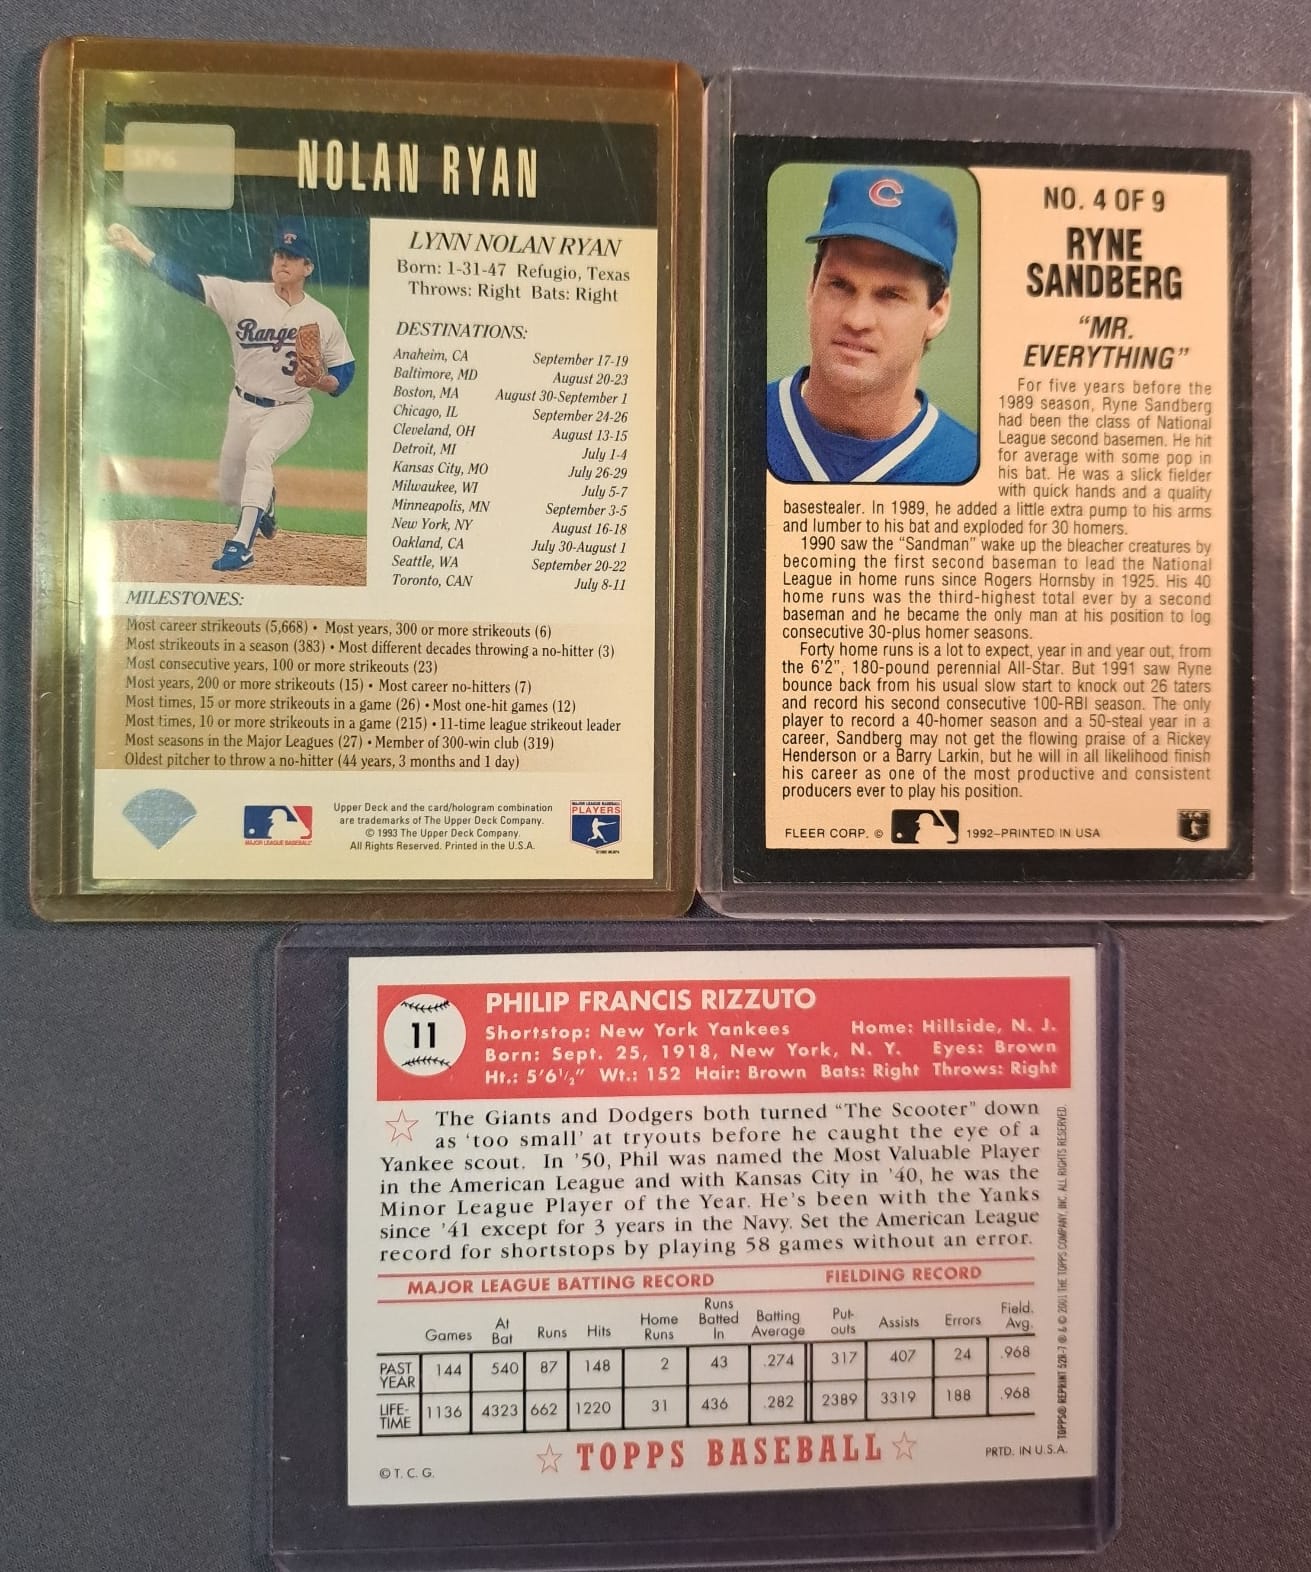 SP6
NOLAN RYAN
LYNN NOLAN RYAN
Born: 1-31-47 Refugio, Texas
Throws: Right Bats: Right
DESTINATIONS:
Anaheim, CA September 17-19
Baltimore, MD August 20-23
Boston, MA August 30-September 1
Chicago, IL September 24-26
Cleveland, OH August 13-15
Detroit, MI July 1-4
Kansas City, MO July 26-29
Milwaukee, WI July 5-7
Minneapolis, MN September 3-5
New York, NY August 16-18
Oakland, CA July 30-August 1
Seattle, WA September 20-22
Toronto, CAN July 8-11
Range
3
MILESTONES:
Most career strikeouts (5,668) • Most years, 300 or more strikeouts (6)
Most strikeouts in a season (383) • Most different decades throwing a no-hitter (3)
Most consecutive years, 100 or more strikeouts (23)
Most years, 200 or more strikeouts (15) • Most career no-hitters (7)
Most times, 15 or more strikeouts in a game (26) • Most one-hit games (12)
Most times, 10 or more strikeouts in a game (215) • 11-time league strikeout leader
Most seasons in the Major Leagues (27) • Member of 300-win club (319)
Oldest pitcher to throw a no-hitter (44 years, 3 months and 1 day)
MAJOR LEAGUE BASEBALL
Upper Deck and the card/hologram combination
are trademarks of The Upper Deck Company.
© 1993 The Upper Deck Company.
All Rights Reserved. Printed in the U.S.A.
MAJOR LEAGUE BASEBALL
PLAYERS
C
NO. 4 OF 9
RYNE
SANDBERG
"MR.
EVERYTHING"
For five years before the
1989 season, Ryne Sandberg
had been the class of National
League second basemen. He hit
for average with some pop in
his bat. He was a slick fielder
with quick hands and a quality
basestealer. In 1989, he added a little extra pump to his arms
and lumber to his bat and exploded for 30 homers.
1990 saw the "Sandman" wake up the bleacher creatures by
becoming the first second baseman to lead the National
League in home runs since Rogers Hornsby in 1925. His 40
home runs was the third-highest total ever by a second
baseman and he became the only man at his position to log
consecutive 30-plus homer seasons.
Forty home runs is a lot to expect, year in and year out, from
the 6'2", 180-pound perennial All-Star. But 1991 saw Ryne
bounce back from his usual slow start to knock out 26 taters
and record his second consecutive 100-RBI season. The only
player to record a 40-homer season and a 50-steal year in a
career, Sandberg may not get the flowing praise of a Rickey
Henderson or a Barry Larkin, but he will in all likelihood finish
his career as one of the most productive and consistent
producers ever to play his position.
FLEER CORP. © 1992–PRINTED IN USA
11
PHILIP FRANCIS RIZZUTO
Shortstop: New York Yankees Home: Hillside, N. J.
Born: Sept. 25, 1918, New York, N. Y. Eyes: Brown
Ht.: 5'6½" Wt.: 152 Hair: Brown Bats: Right Throws: Right
The Giants and Dodgers both turned "The Scooter" down
as 'too small' at tryouts before he caught the eye of a
Yankee scout. In '50, Phil was named the Most Valuable Player
in the American League and with Kansas City in '40, he was the
Minor League Player of the Year. He's been with the Yanks
since '41 except for 3 years in the Navy. Set the American League
record for shortstops by playing 58 games without an error.
MAJOR LEAGUE BATTING RECORD FIELDING RECORD
Games At Bat Runs Hits Home Runs Runs Batted In Batting Average Put-outs Assists Errors Field. Avg.
PAST YEAR 144 540 87 148 2 43 .274 317 407 24 .968
LIFE-TIME 1136 4323 662 1220 31 436 .282 2389 3319 188 .968
TOPPS BASEBALL
© T. C. G.
PRTD. IN U.S.A.
TOPPS® REPRINT 52R-7 ® & © 2001 THE TOPPS COMPANY, INC. ALL RIGHTS RESERVED.